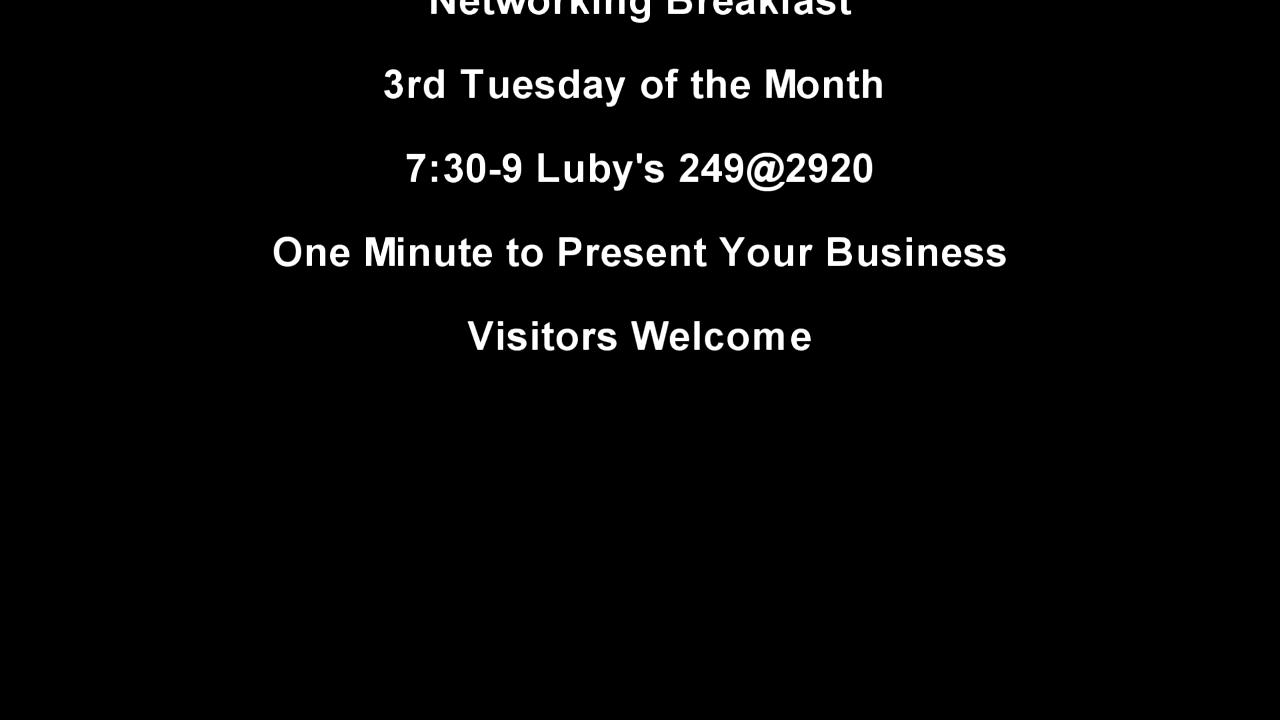 Networking Breakfast
3rd Tuesday of the Month
7:30-9 Luby's 249@2920
One Minute to Present Your Business
Visitors Welcome